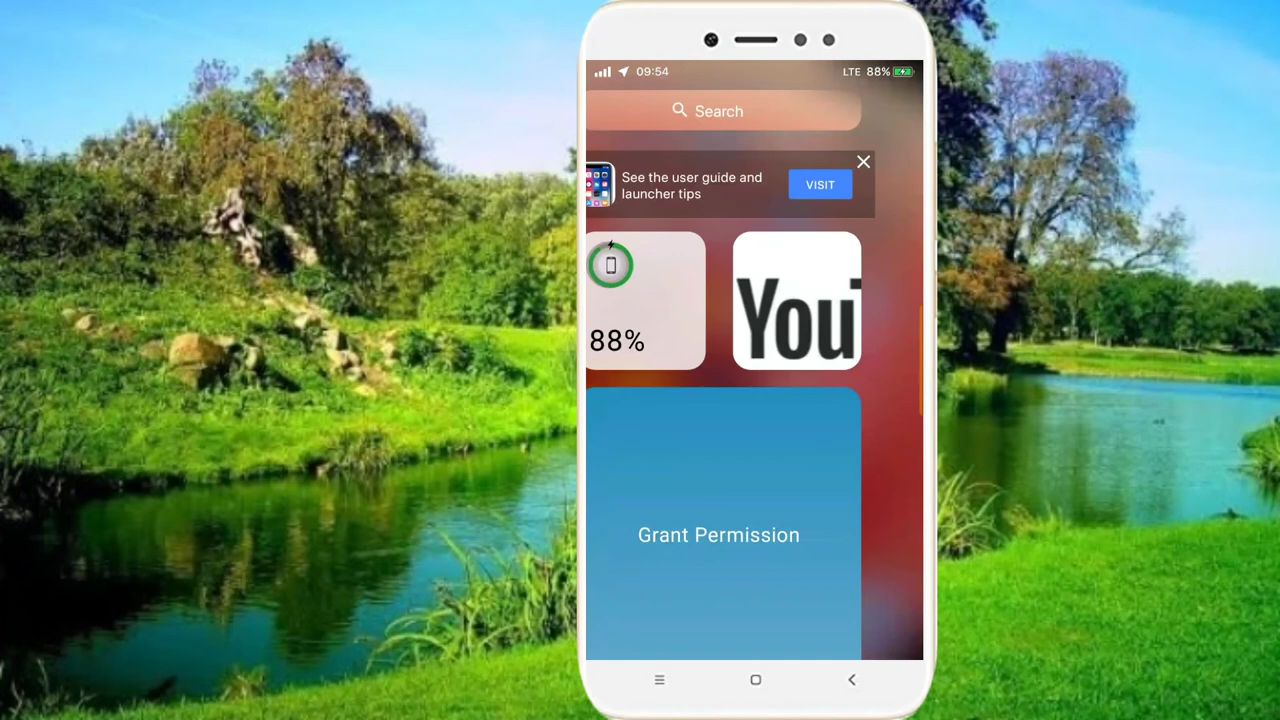 09:54
LTE 88%
Search
See the user guide and
launcher tips
VISIT
88%
You
Grant Permission